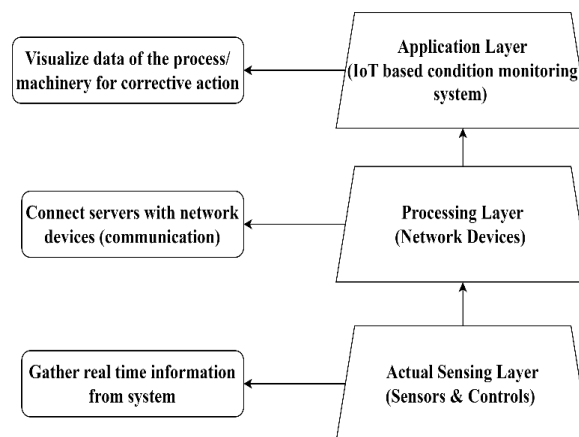 Visualize data of the process/
machinery for corrective action
Application Layer
(IoT based condition monitoring
system)
Connect servers with network
devices (communication)
Processing Layer
(Network Devices)
Gather real time information
from system
Actual Sensing Layer
(Sensors & Controls)